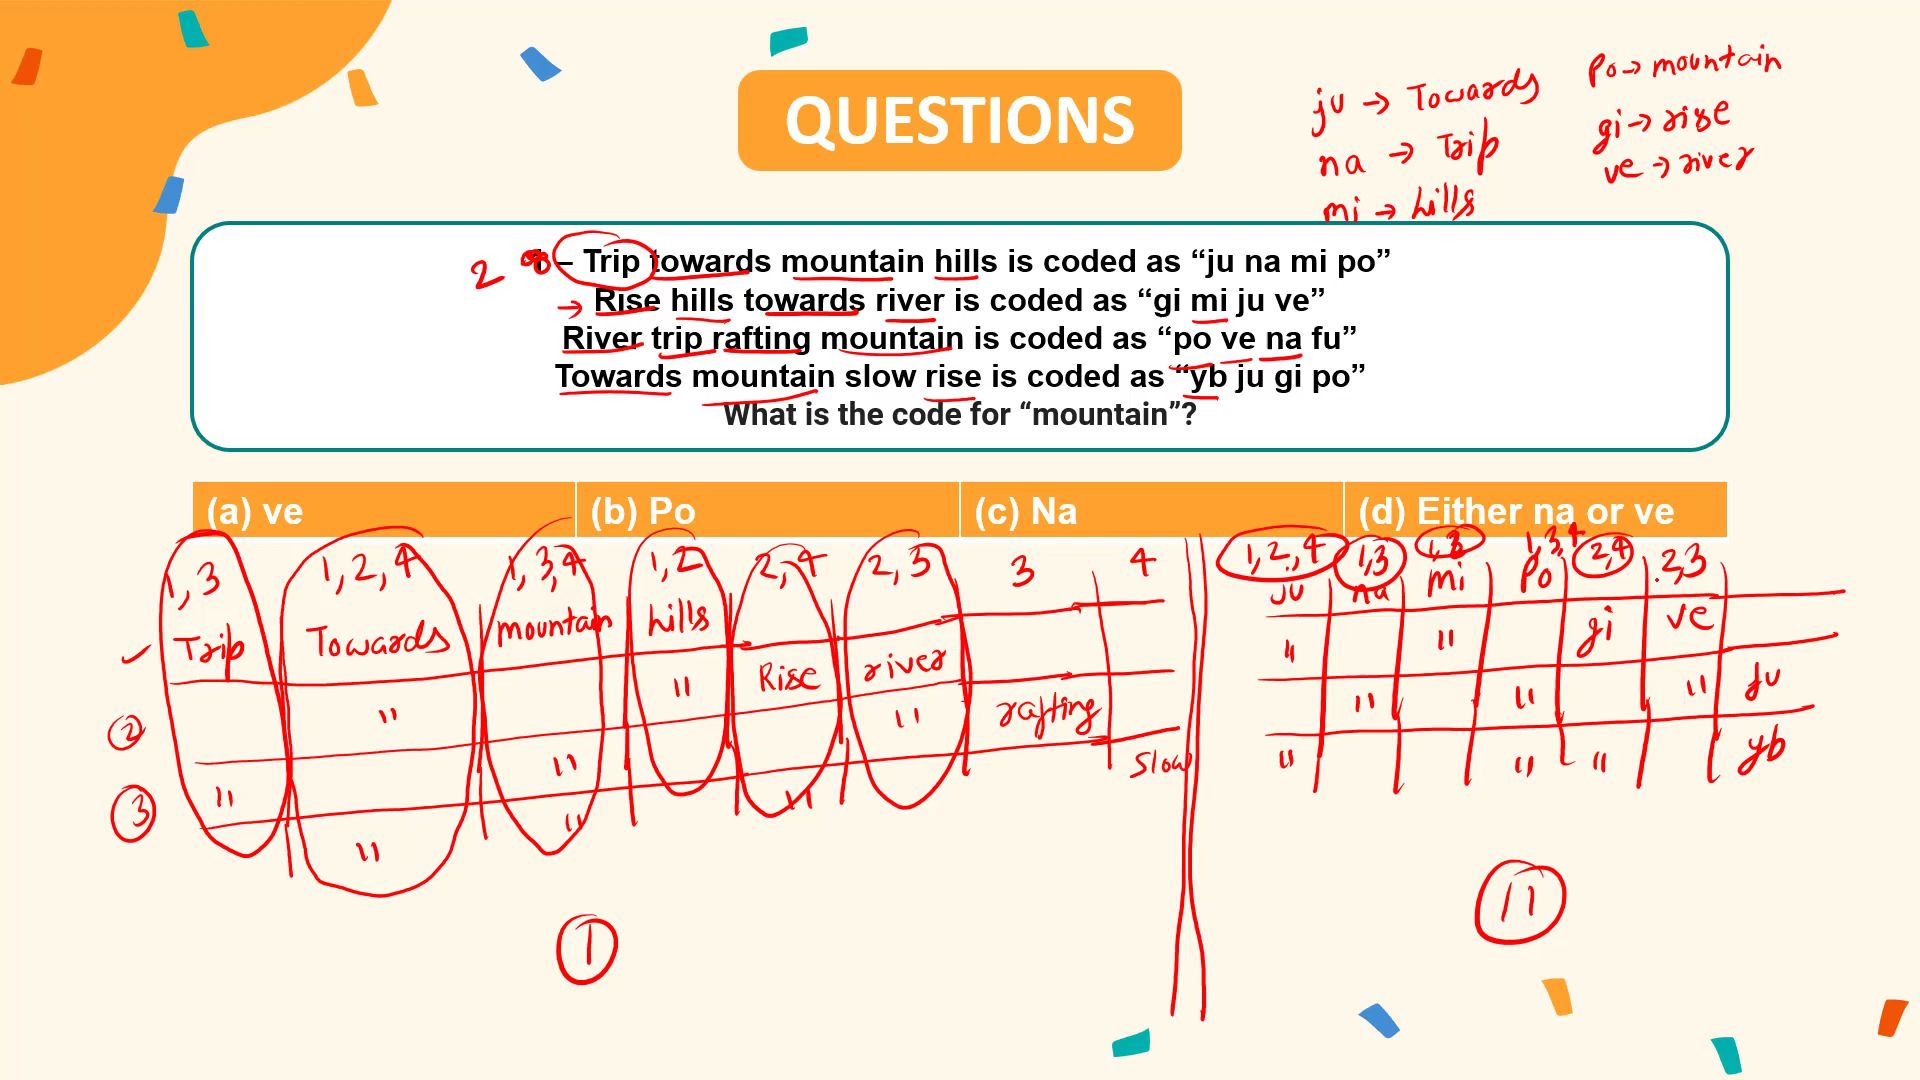 QUESTIONS
ju → Towards
na → Trip
mi → hills
Po → mountain
gi → rise
ve → river
2
– Trip towards mountain hills is coded as “ju na mi po”
→ Rise hills towards river is coded as “gi mi ju ve”
River trip rafting mountain is coded as “po ve na fu”
Towards mountain slow rise is coded as “yb ju gi po”
What is the code for “mountain”?
(a) ve (b) Po (c) Na (d) Either na or ve
1, 3 1, 2, 4 1, 3, 4 1, 2 2, 4 2, 3 3 4 1, 2, 4 1, 3 1, 3, 4 2, 4 2, 3
Trip Towards mountain hills ju na mi Po
② " " Rise river " " gi ve
③ " " " rafting " " " fu
" " Slow " " " yb
① 11